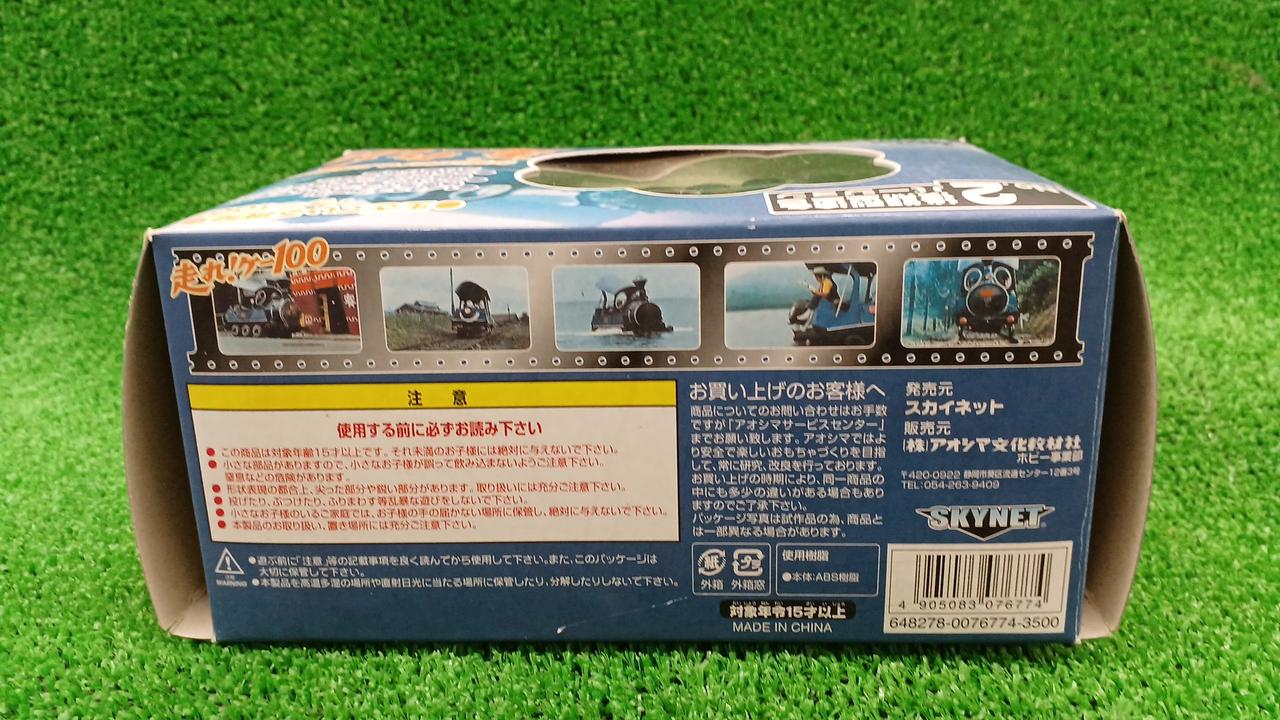 No.2 後期型塗色
走れ!ケー100
注 意
使用する前に必ずお読み下さい
● この商品は対象年齢15才以上です。それ未満のお子様には絶対に与えないで下さい。
● 小さな部品がありますので、小さなお子様が誤って飲み込まないようご注意下さい。
窒息などの危険があります。
● 形状表現の都合上、尖った部分や鋭い部分があります。取り扱いには充分ご注意下さい。
● 投げたり、ぶつけたり、ふりまわす等乱暴な遊びをしないで下さい。
● 小さなお子様のいるご家庭では、お子様の手の届かない場所に保管し、絶対に与えないで下さい。
● 本製品のお取り扱い、置き場所には充分ご注意下さい。
注意
WARNING
●遊ぶ前に「注意」等の記載事項を良く読んでから使用して下さい。また、このパッケージは
大切に保管して下さい。
●本製品を高温多湿の場所や直射日光に当たる場所に保管したり、分解したりしないで下さい。
お買い上げのお客様へ
商品についてのお問い合わせはお手数
ですが「アオシマサービスセンター」
までお願い致します。アオシマではよ
り安全で楽しいおもちゃづくりを目指
して、常に研究、改良を行っております。
お買い上げの時期により、同一商品の
中にも多少の違いがある場合もあり
ますのでご了承下さい。
パッケージ写真は試作品の為、商品と
は一部異なる場合があります。
紙
外箱
プラ
外箱窓
使用樹脂
●本体:ABS樹脂
対象年令15才以上
MADE IN CHINA
発売元
スカイネット
販売元
(株)アオシマ文化教材社
ホビー事業部
〒420-0922 静岡市葵区流通センター12番3号
TEL:054-263-9409
SKYNET
4 905083 076774
648278-0076774-3500